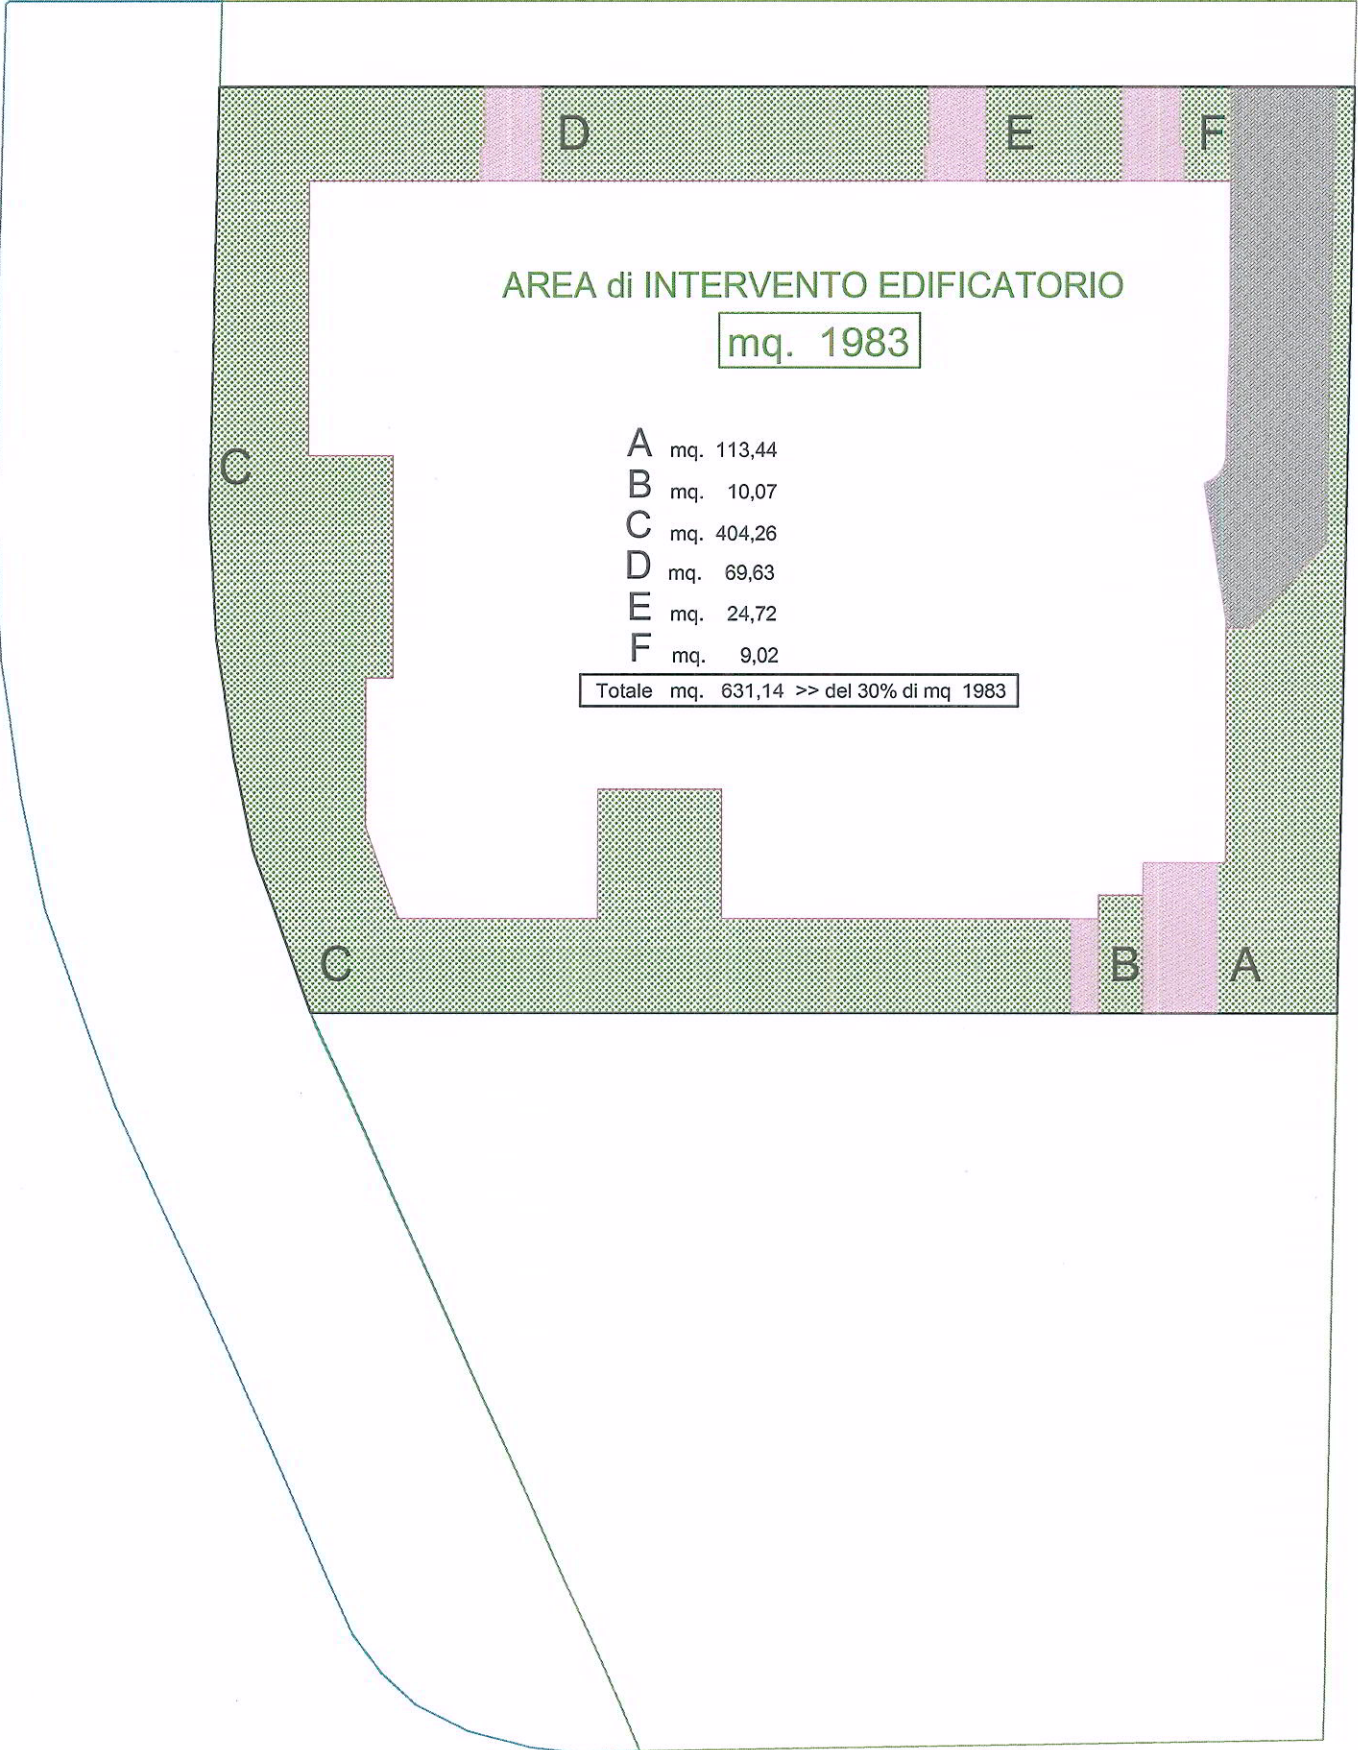 D E F
AREA di INTERVENTO EDIFICATORIO
mq. 1983
A mq. 113,44
C
B mq. 10,07
C mq. 404,26
D mq. 69,63
E mq. 24,72
F mq. 9,02
Totale mq. 631,14 >> del 30% di mq 1983
C B A